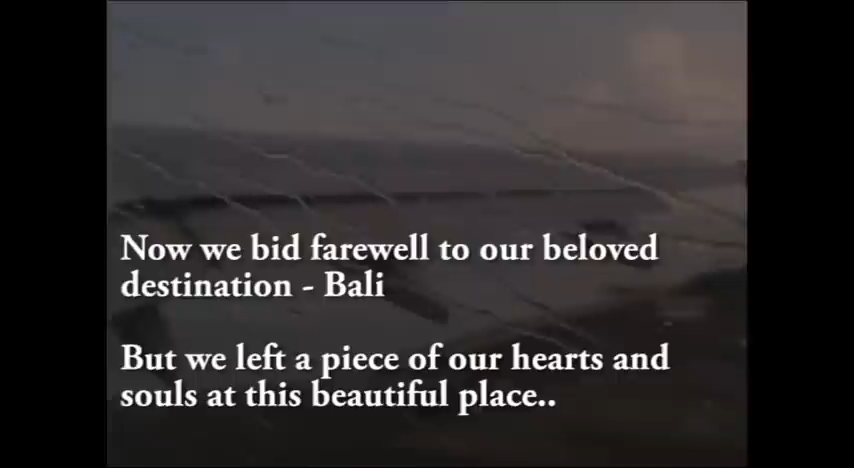 Now we bid farewell to our beloved
destination - Bali
But we left a piece of our hearts and
souls at this beautiful place..